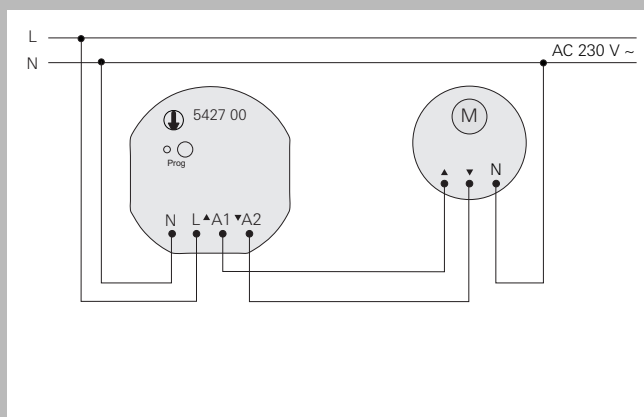 L
AC 230 V ~
N
5427 00
M
Prog
▲ ▼ N
N L ▲A1 ▼A2